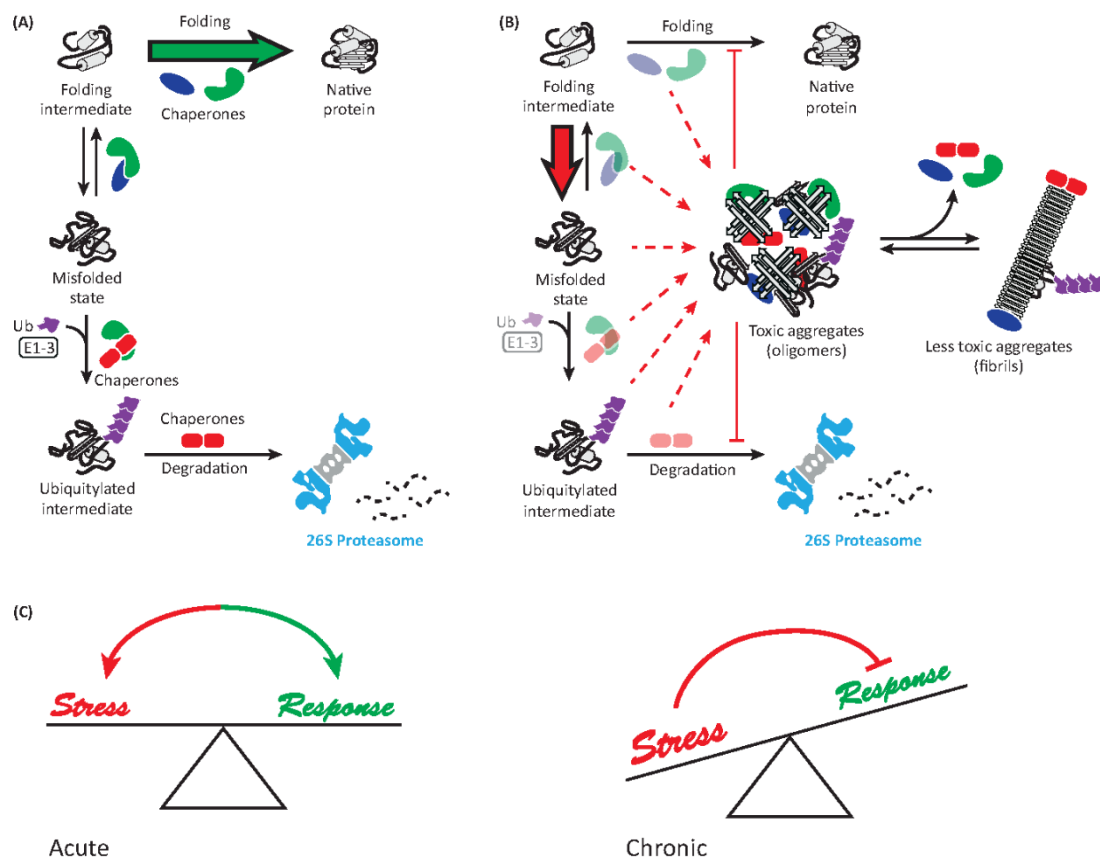 (A)
Folding
Folding
intermediate
Chaperones
Native
protein
Misfolded
state
Ub
E1-3
Chaperones
Chaperones
Degradation
Ubiquitylated
intermediate
26S Proteasome
(B)
Folding
Folding
intermediate
Native
protein
Misfolded
state
Ub
E1-3
Toxic aggregates
(oligomers)
Less toxic aggregates
(fibrils)
Degradation
Ubiquitylated
intermediate
26S Proteasome
(C)
Stress
Response
Acute
Stress
Response
Chronic